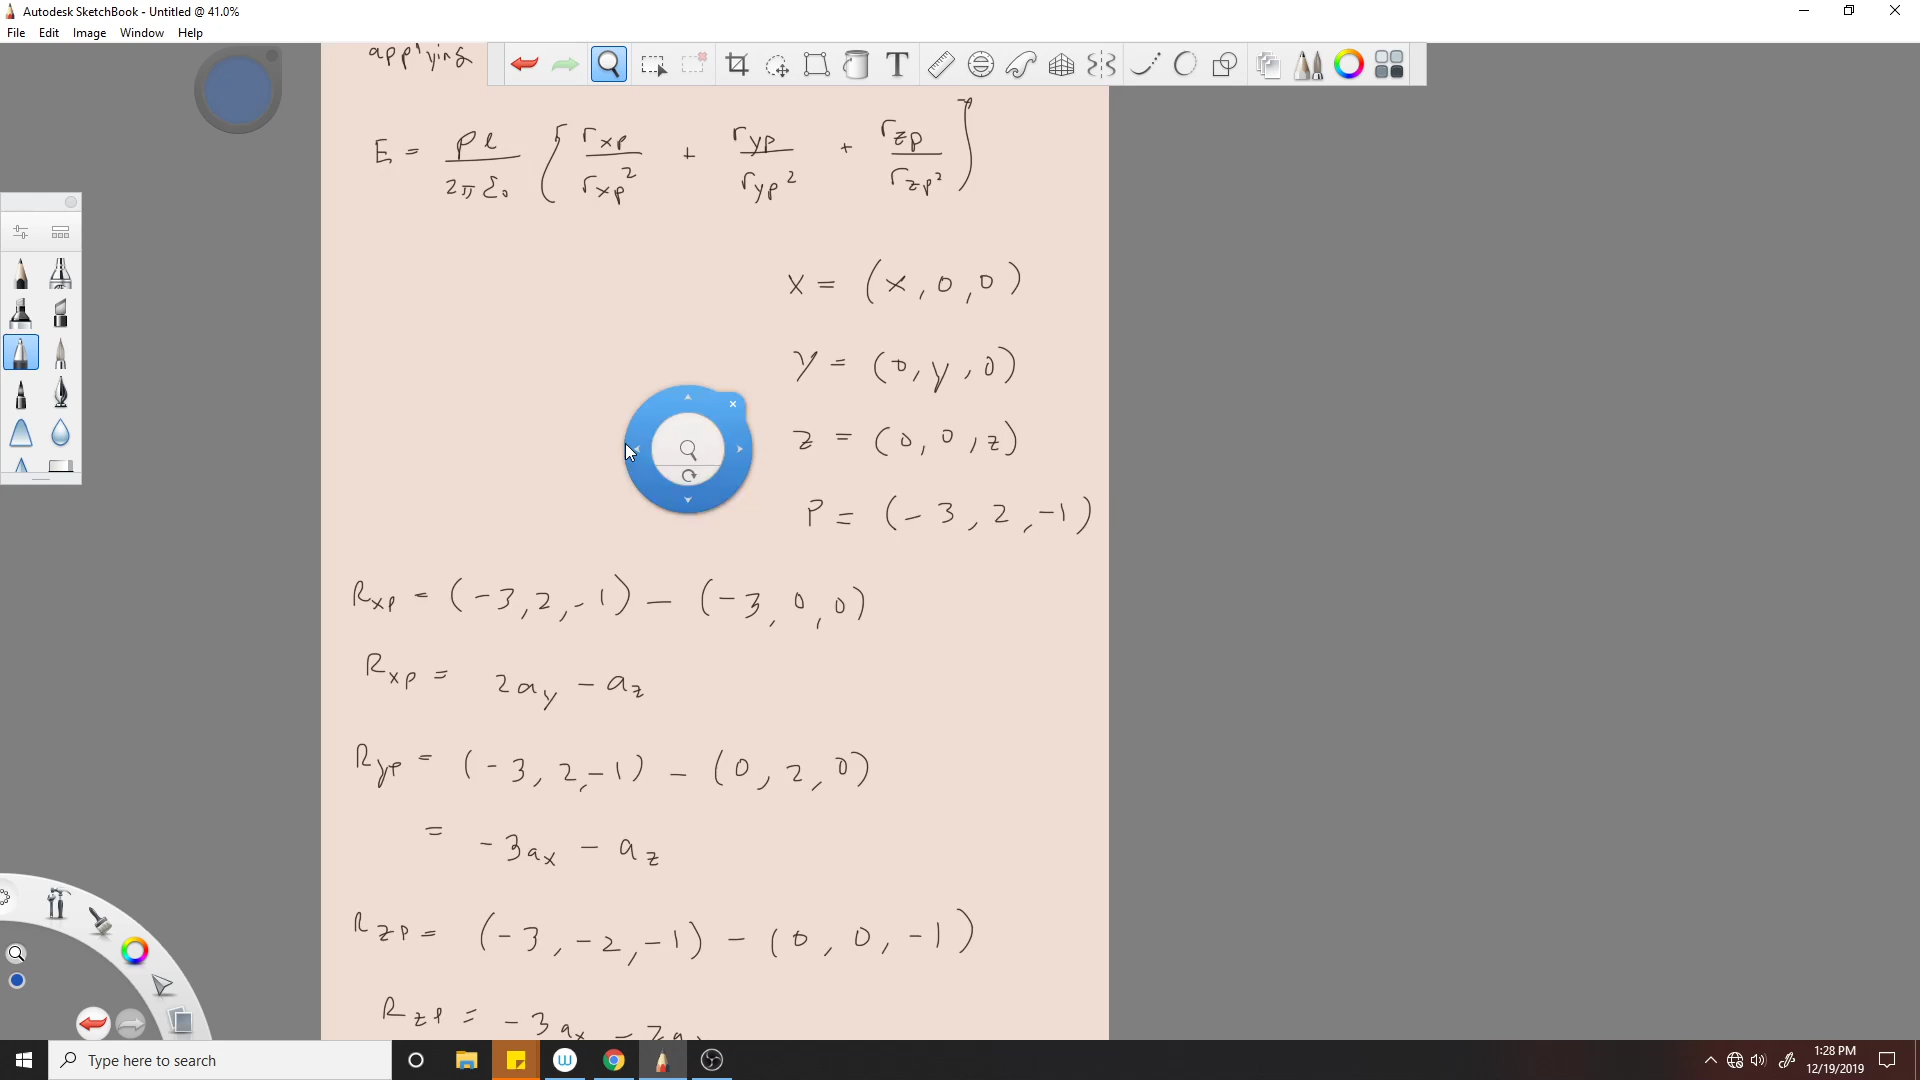 Autodesk SketchBook - Untitled @ 41.0%
File Edit Image Window Help
applying
T
E = ρl / 2πε₀ [ rxp / rxp² + ryp / ryp² + rzp / rzp² ]
X = (x, 0, 0)
Y = (0, y, 0)
Z = (0, 0, z)
P = (-3, 2, -1)
Rxp = (-3, 2, -1) - (-3, 0, 0)
Rxp = 2ay - az
Ryp = (-3, 2, -1) - (0, 2, 0)
= -3ax - az
Rzp = (-3, -2, -1) - (0, 0, -1)
Rzp = -3ax - 2a
Type here to search
1:28 PM
12/19/2019